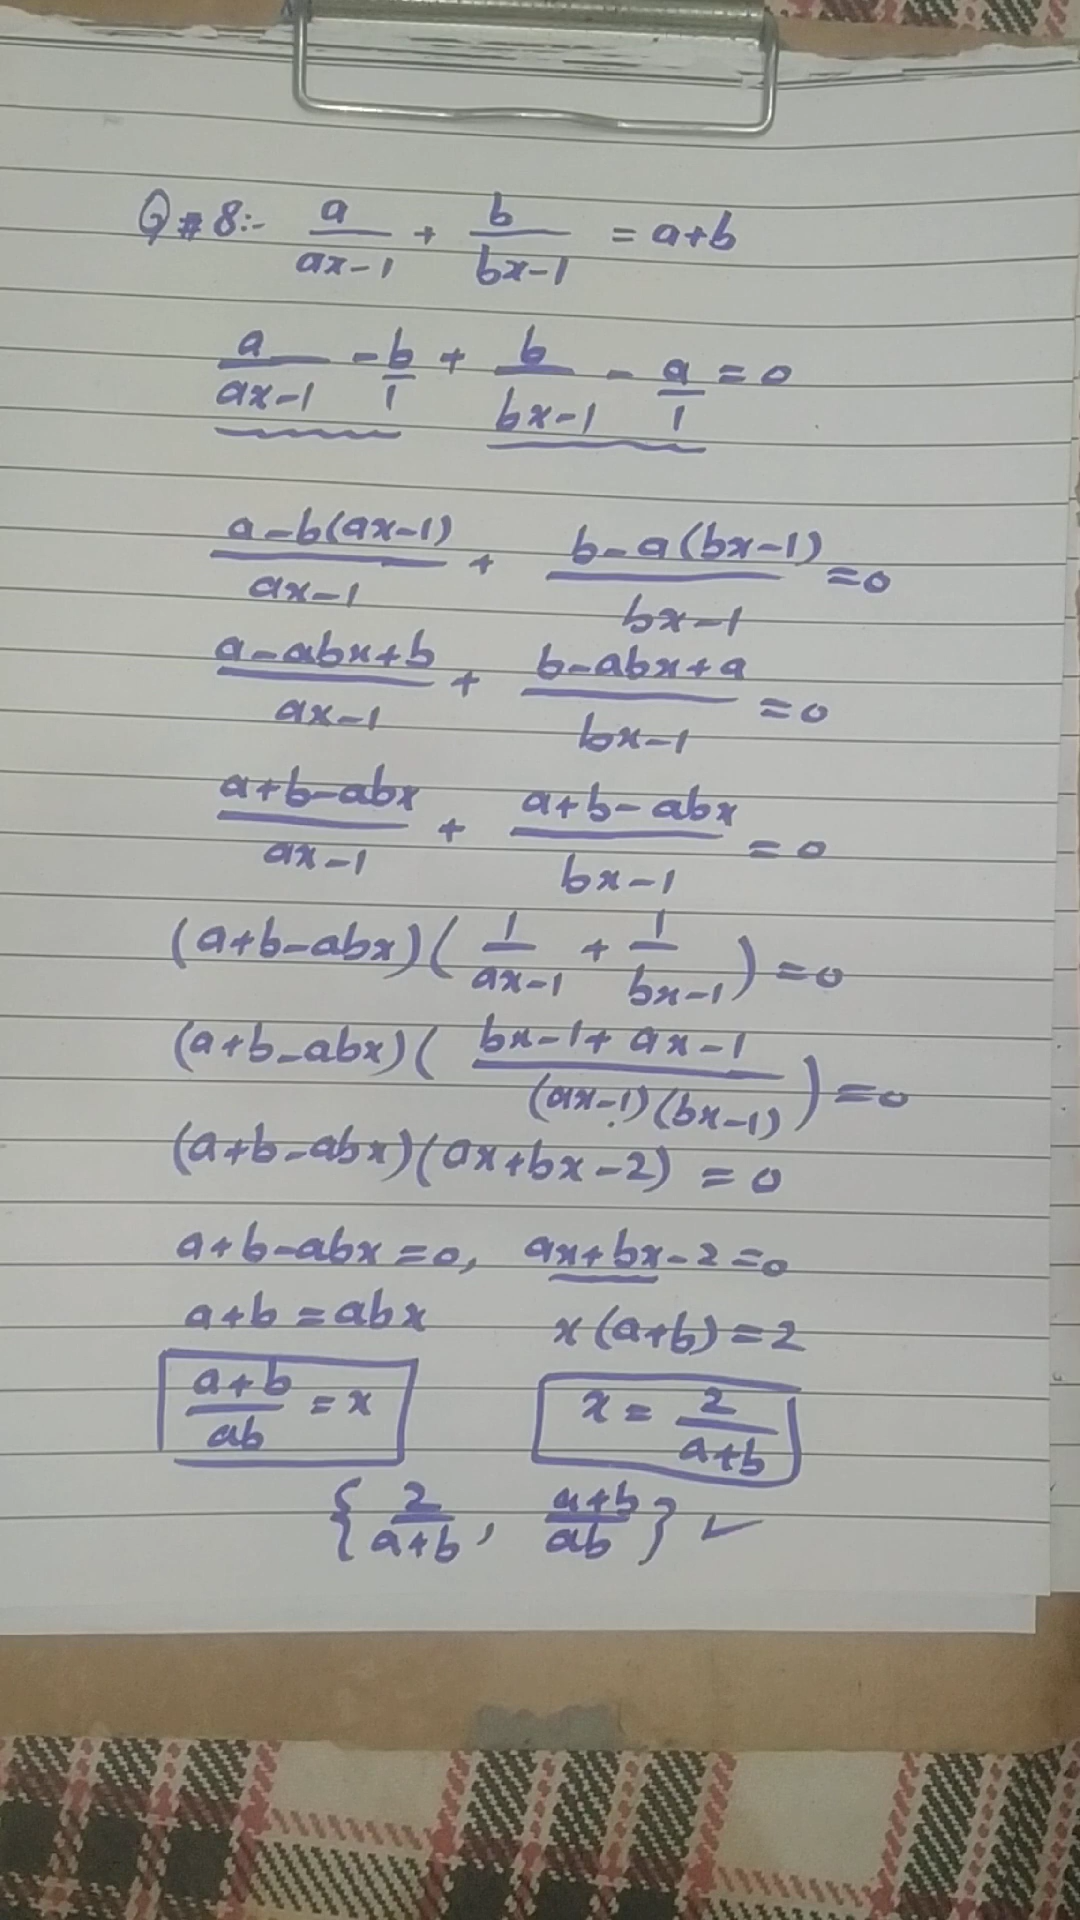 Q#8:- a/(ax-1) + b/(bx-1) = a+b
a/(ax-1) - b/1 + b/(bx-1) - a/1 = 0
(a-b(ax-1))/(ax-1) + (b-a(bx-1))/(bx-1) = 0
(a-abx+b)/(ax-1) + (b-abx+a)/(bx-1) = 0
(a+b-abx)/(ax-1) + (a+b-abx)/(bx-1) = 0
(a+b-abx)(1/(ax-1) + 1/(bx-1)) = 0
(a+b-abx)((bx-1+ax-1)/((ax-1)(bx-1))) = 0
(a+b-abx)(ax+bx-2) = 0
a+b-abx=0, ax+bx-2=0
a+b=abx x(a+b)=2
(a+b)/ab = x x = 2/(a+b)
{2/(a+b), (a+b)/ab} ✓